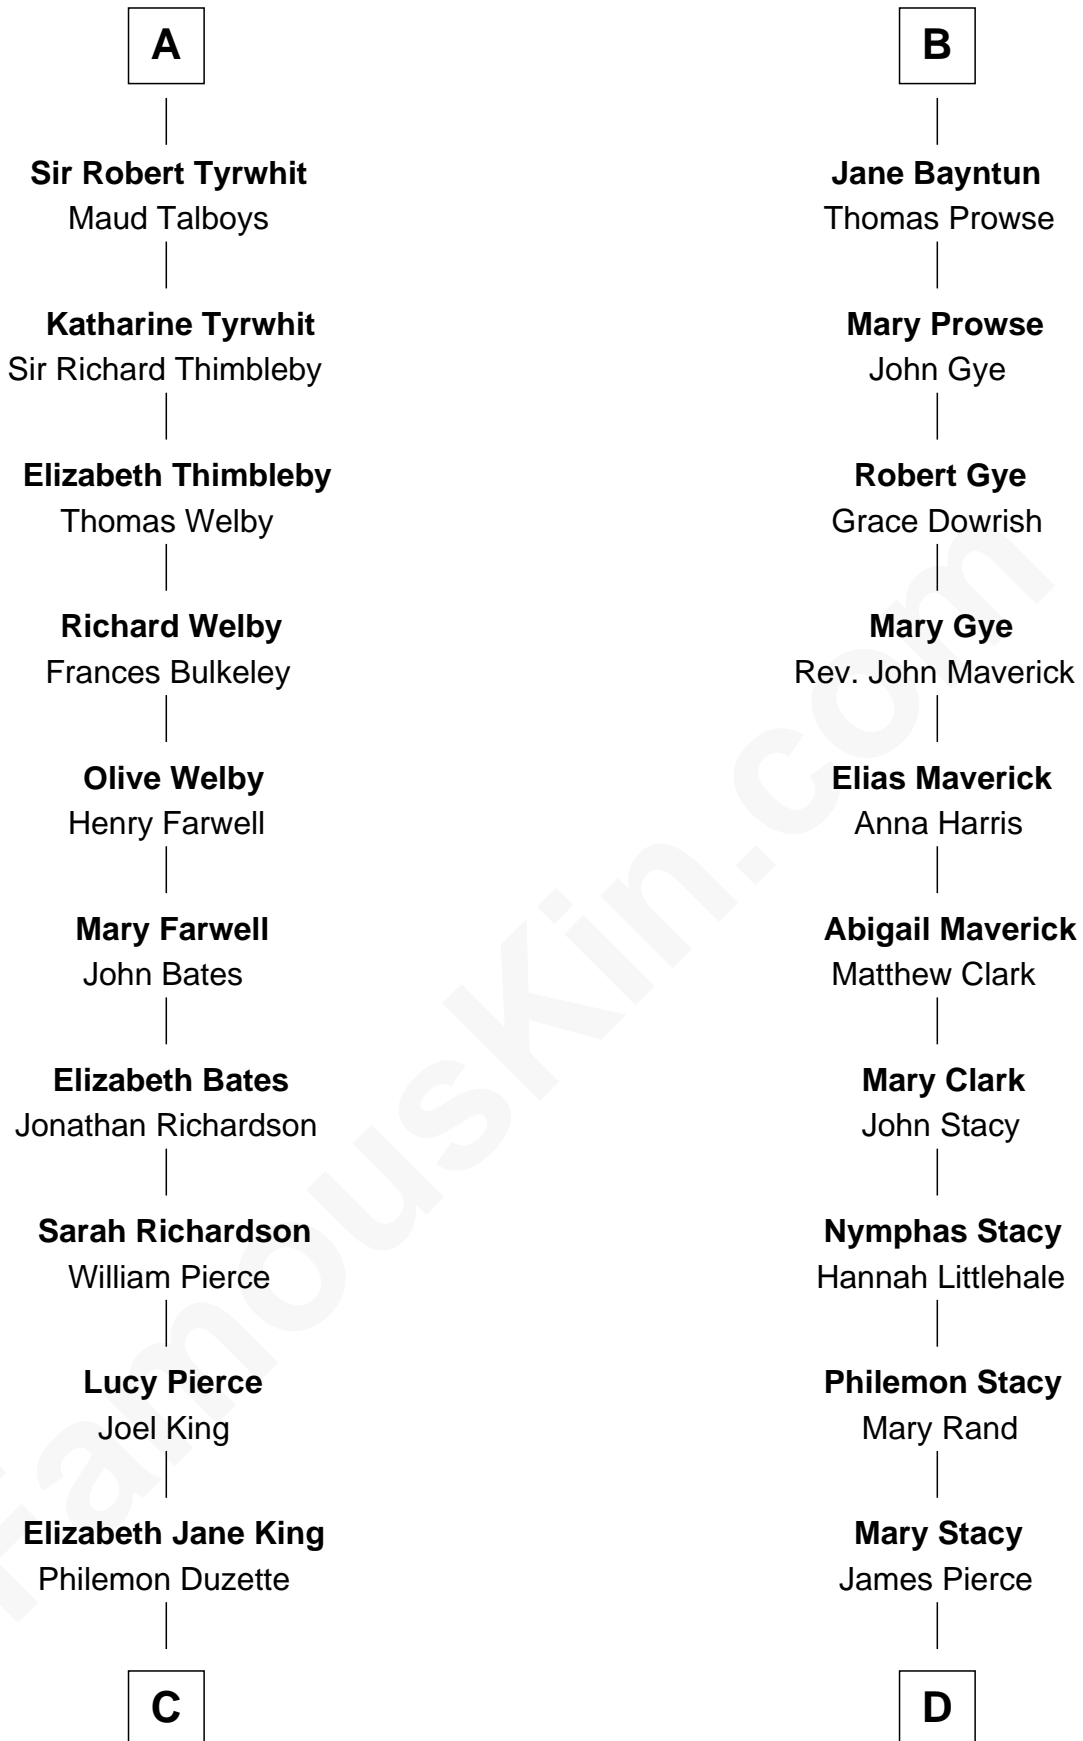 A
Sir Robert Tyrwhit
Maud Talboys
Katharine Tyrwhit
Sir Richard Thimbleby
Elizabeth Thimbleby
Thomas Welby
Richard Welby
Frances Bulkeley
Olive Welby
Henry Farwell
Mary Farwell
John Bates
Elizabeth Bates
Jonathan Richardson
Sarah Richardson
William Pierce
Lucy Pierce
Joel King
Elizabeth Jane King
Philemon Duzette
C
B
Jane Bayntun
Thomas Prowse
Mary Prowse
John Gye
Robert Gye
Grace Dowrish
Mary Gye
Rev. John Maverick
Elias Maverick
Anna Harris
Abigail Maverick
Matthew Clark
Mary Clark
John Stacy
Nymphas Stacy
Hannah Littlehale
Philemon Stacy
Mary Rand
Mary Stacy
James Pierce
D
FamousKin.com